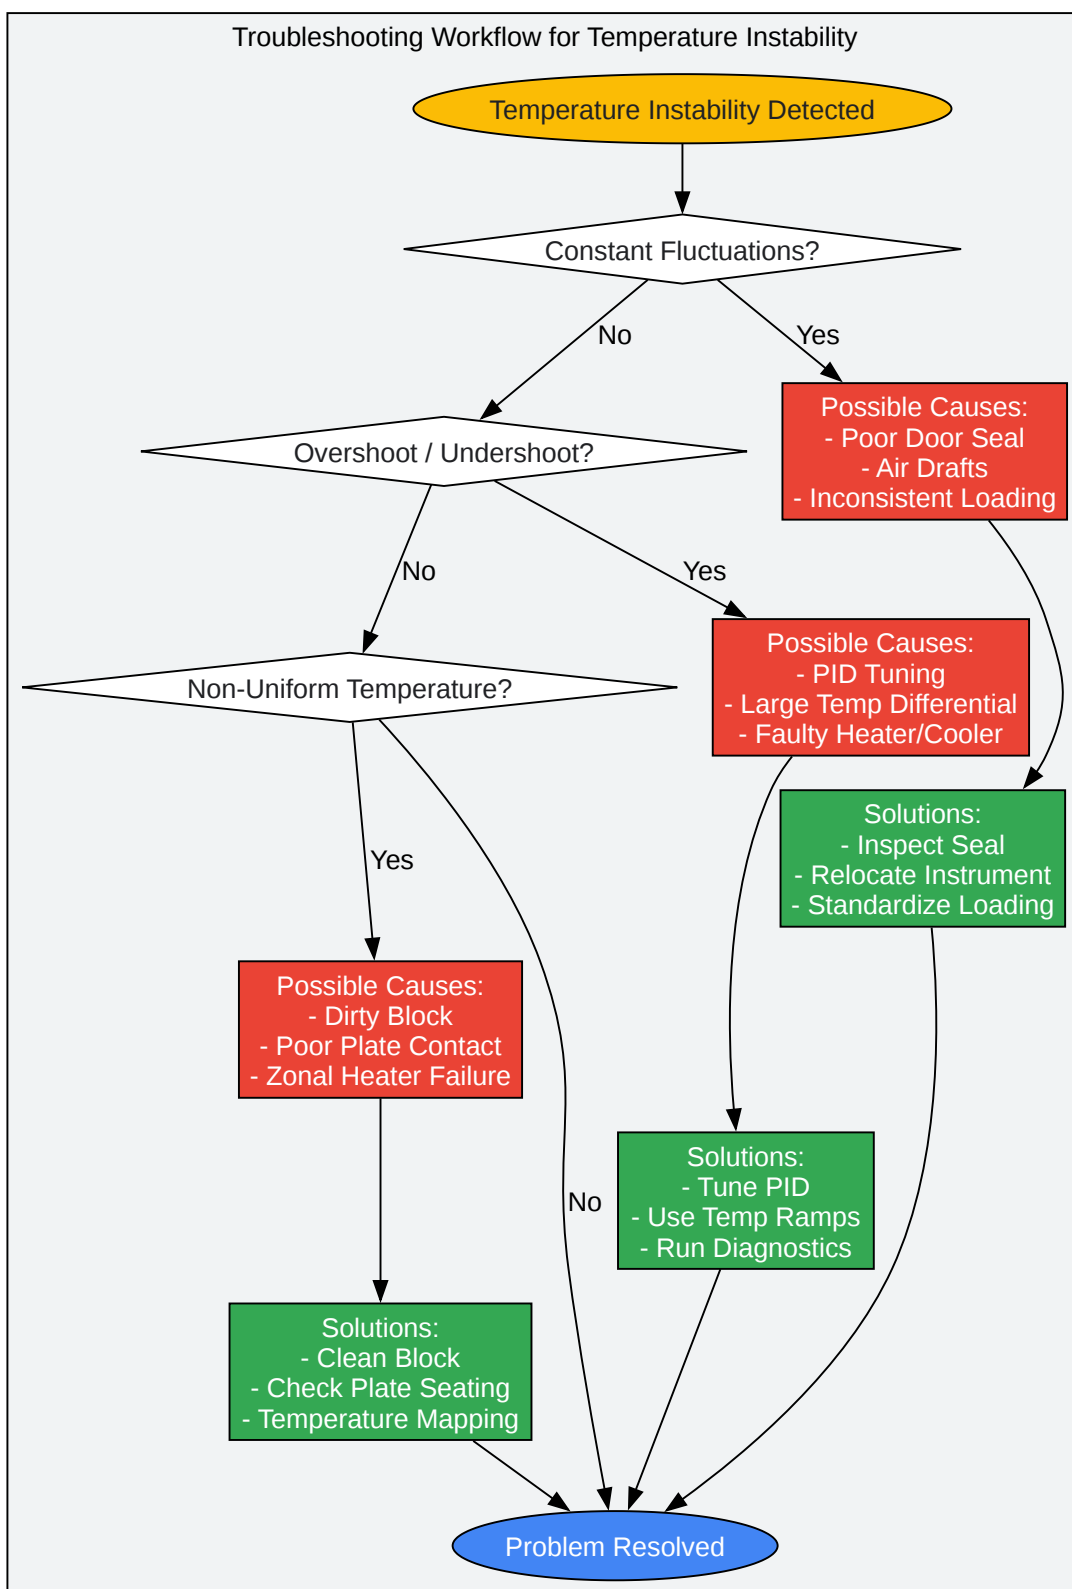 Troubleshooting Workflow for Temperature Instability
Temperature Instability Detected
Constant Fluctuations?
No
Yes
Possible Causes:
- Poor Door Seal
- Air Drafts
- Inconsistent Loading
Overshoot / Undershoot?
No
Yes
Possible Causes:
- PID Tuning
- Large Temp Differential
- Faulty Heater/Cooler
Non-Uniform Temperature?
Solutions:
- Inspect Seal
- Relocate Instrument
- Standardize Loading
Yes
Possible Causes:
- Dirty Block
- Poor Plate Contact
- Zonal Heater Failure
No
Solutions:
- Tune PID
- Use Temp Ramps
- Run Diagnostics
Solutions:
- Clean Block
- Check Plate Seating
- Temperature Mapping
Problem Resolved